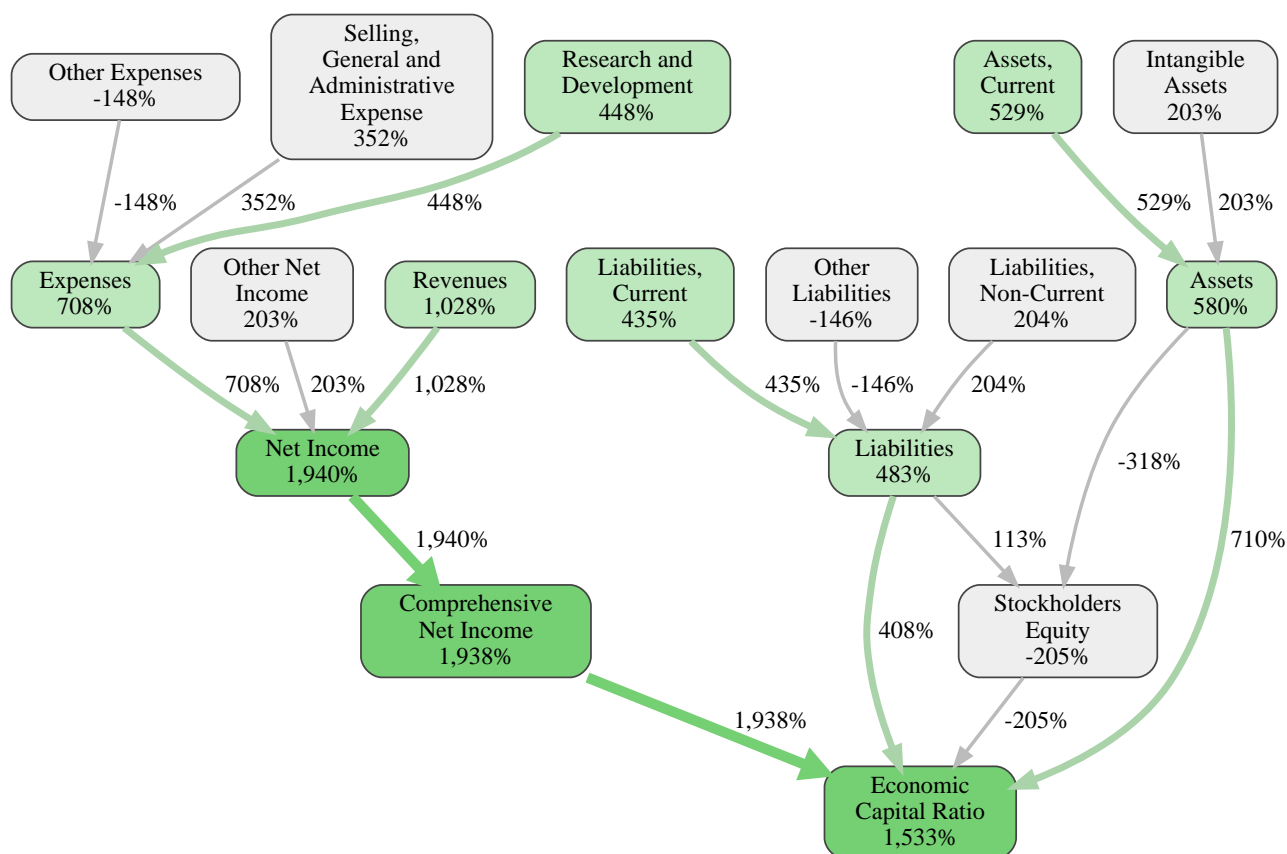 Other Expenses
-148%
Selling,
General and
Administrative
Expense
352%
Research and
Development
448%
Assets,
Current
529%
Intangible
Assets
203%
-148%
352%
448%
529%
203%
Expenses
708%
Other Net
Income
203%
Revenues
1,028%
Liabilities,
Current
435%
Other
Liabilities
-146%
Liabilities,
Non-Current
204%
Assets
580%
708%
203%
1,028%
435%
-146%
204%
Net Income
1,940%
Liabilities
483%
-318%
1,940%
113%
710%
Comprehensive
Net Income
1,938%
408%
Stockholders
Equity
-205%
1,938%
-205%
Economic
Capital Ratio
1,533%